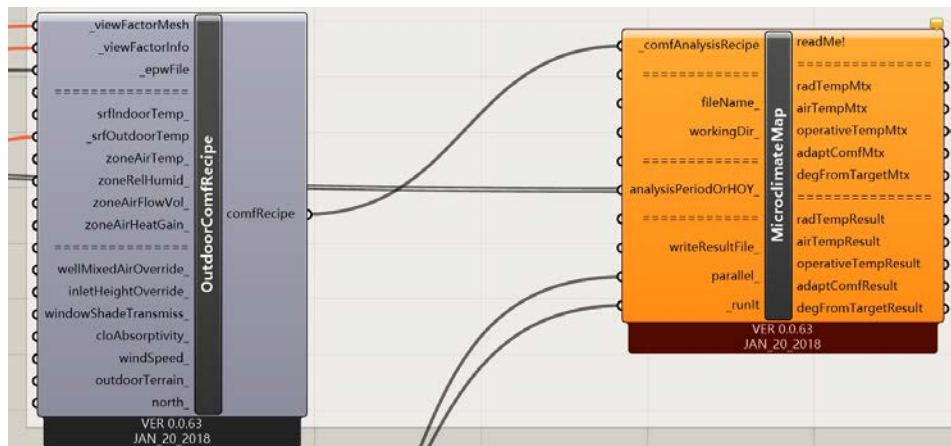 _viewFactorMesh
_viewFactorInfo
_epwFile
===============
srfIndoorTemp_
_srfOutdoorTemp
zoneAirTemp_
zoneRelHumid_
zoneAirFlowVol_
zoneAirHeatGain_
===============
wellMixedAirOverride_
inletHeightOverride_
windowShadeTransmiss_
cloAbsorptivity_
windSpeed_
outdoorTerrain_
north_
OutdoorComfRecipe
comfRecipe
VER 0.0.63
JAN_20_2018
_comfAnalysisRecipe
===============
fileName_
workingDir_
===============
analysisPeriodOrHOY_
===============
writeResultFile_
parallel_
_runIt
MicroclimateMap
readMe!
===============
radTempMtx
airTempMtx
operativeTempMtx
adaptComfMtx
degFromTargetMtx
===============
radTempResult
airTempResult
operativeTempResult
adaptComfResult
degFromTargetResult
VER 0.0.63
JAN_20_2018